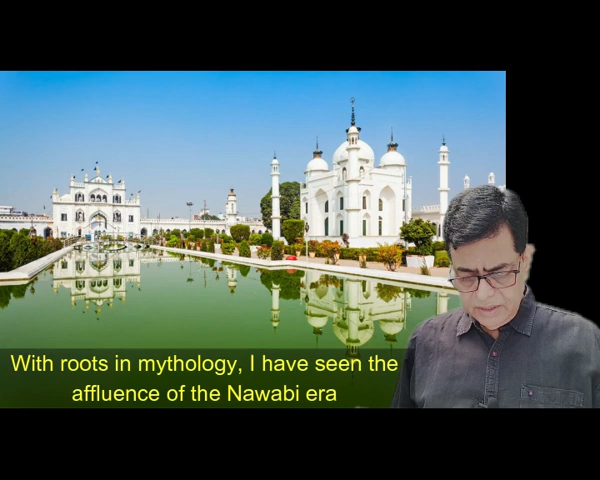 With roots in mythology, I have seen the
affluence of the Nawabi era